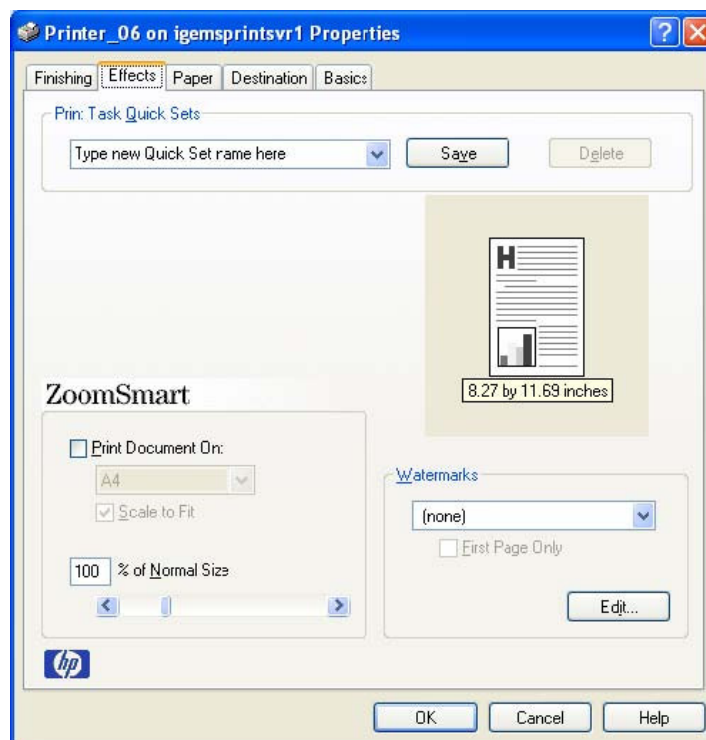 Printer_06 on igemsprintsvr1 Properties
Finishing Effects Paper Destination Basics
Prin: Task Quick Sets
Type new Quick Set rame here Save Delete
H
8.27 by 11.69 inches
ZoomSmart
Print Document On:
A4
Scale to Fit
100 % of Normal Size
Watermarks
(none)
First Page Only
Edit...
hp
OK Cancel Help